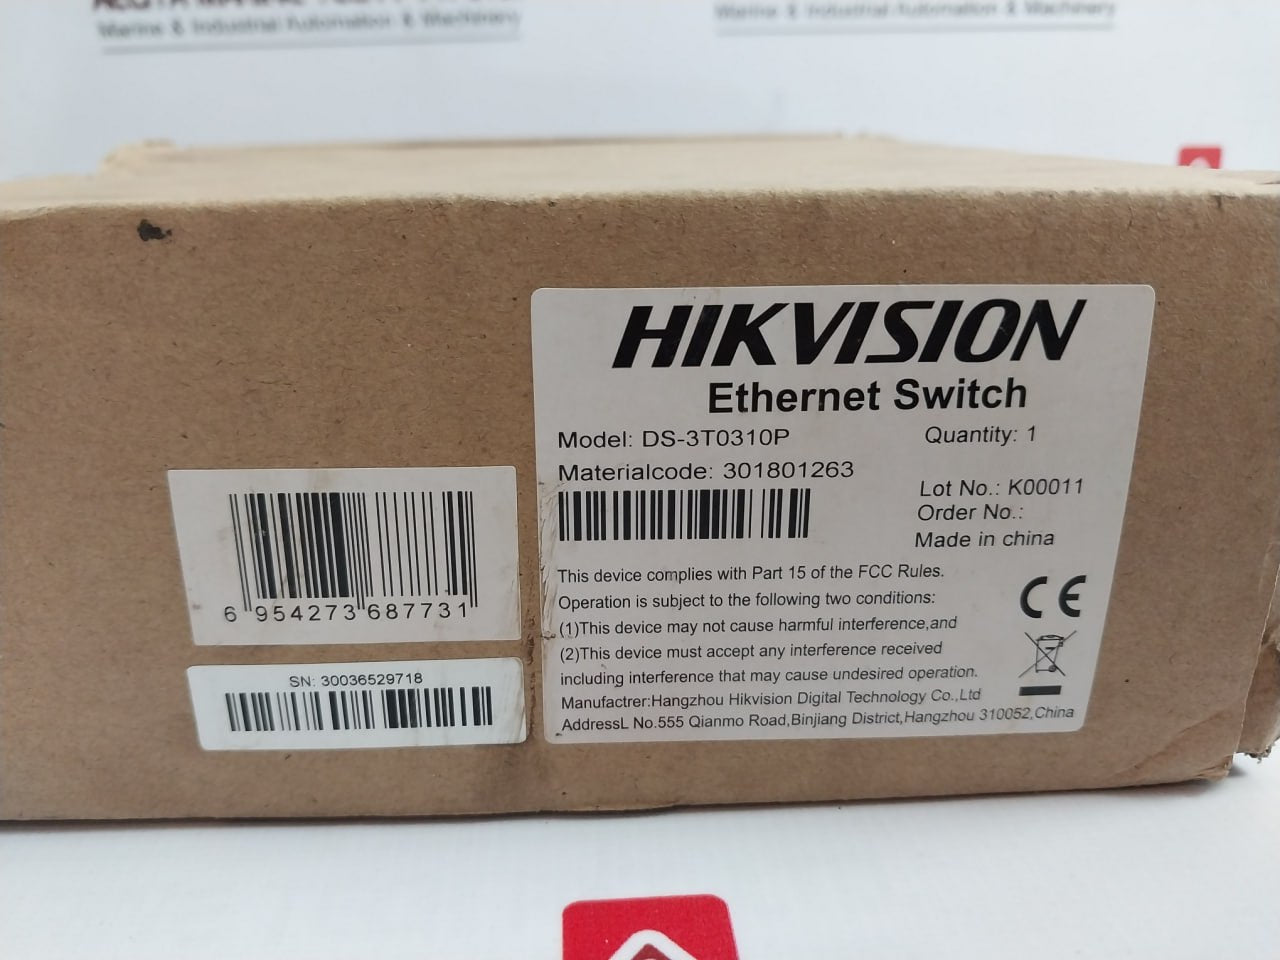 Marine & Industrial Automation & Machinery
Marine & Industrial Automation & Machinery
HIKVISION
Ethernet Switch
Model: DS-3T0310P
Quantity: 1
Materialcode: 301801263
Lot No.: K00011
Order No.:
Made in china
This device complies with Part 15 of the FCC Rules.
Operation is subject to the following two conditions:
(1)This device may not cause harmful interference,and
(2)This device must accept any interference received
including interference that may cause undesired operation.
Manufactrer:Hangzhou Hikvision Digital Technology Co.,Ltd
AddressL No.555 Qianmo Road,Binjiang District,Hangzhou 310052,China
CE
6 954273 687731
SN: 30036529718